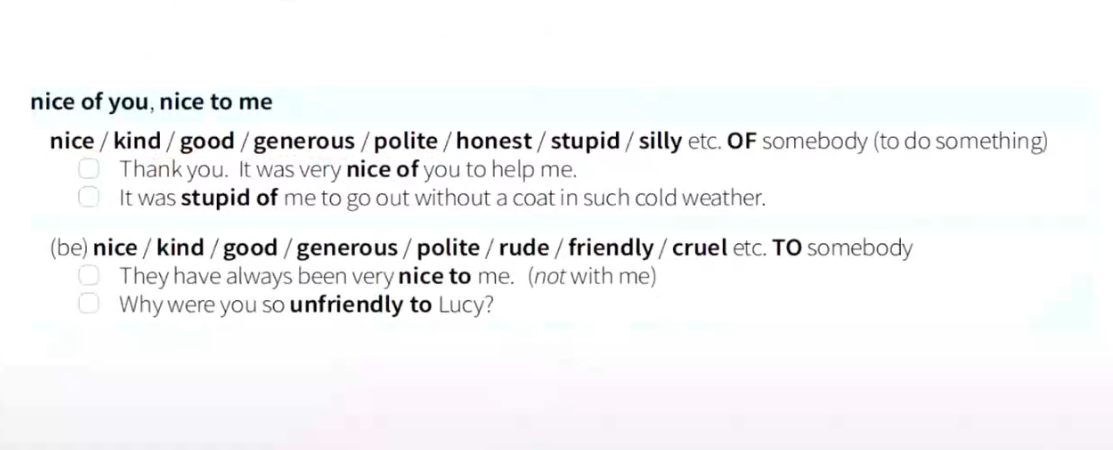 nice of you, nice to me
nice / kind / good / generous / polite / honest / stupid / silly etc. OF somebody (to do something)
Thank you. It was very nice of you to help me.
It was stupid of me to go out without a coat in such cold weather.
(be) nice / kind / good / generous / polite / rude / friendly / cruel etc. TO somebody
They have always been very nice to me. (not with me)
Why were you so unfriendly to Lucy?